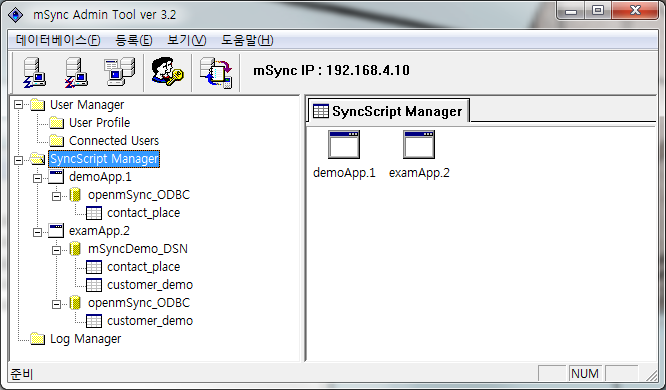 mSync Admin Tool ver 3.2
데이터베이스(F) 등록(E) 보기(V) 도움말(H)
mSync IP : 192.168.4.10
User Manager
User Profile
Connected Users
SyncScript Manager
demoApp.1
openmSync_ODBC
contact_place
examApp.2
mSyncDemo_DSN
contact_place
customer_demo
openmSync_ODBC
customer_demo
Log Manager
SyncScript Manager
demoApp.1 examApp.2
준비 NUM